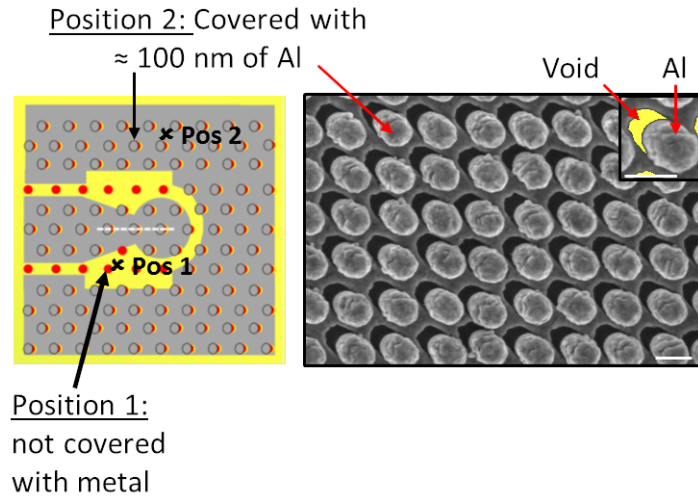 Position 2: Covered with
≈ 100 nm of Al
Void Al
Pos 2
Pos 1
Position 1:
not covered
with metal